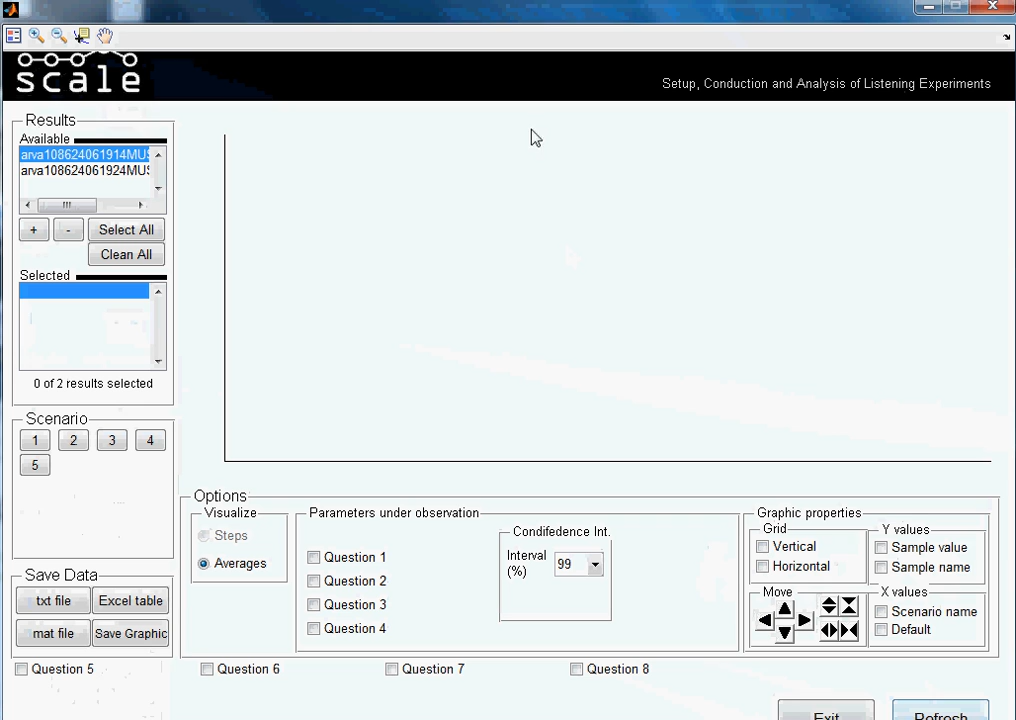 scale
Setup, Conduction and Analysis of Listening Experiments
Results
Available
arva108624061914MUS
arva108624061924MUS
+ - Select All
Clean All
Selected
0 of 2 results selected
Scenario
1 2 3 4
5
Save Data
txt file Excel table
mat file Save Graphic
Options
Visualize
Steps
Averages
Parameters under observation
Question 1
Question 2
Question 3
Question 4
Condifedence Int.
Interval
(%)
99
Graphic properties
Grid
Vertical
Horizontal
Y values
Sample value
Sample name
Move
X values
Scenario name
Default
Question 5 Question 6 Question 7 Question 8
Exit Refresh